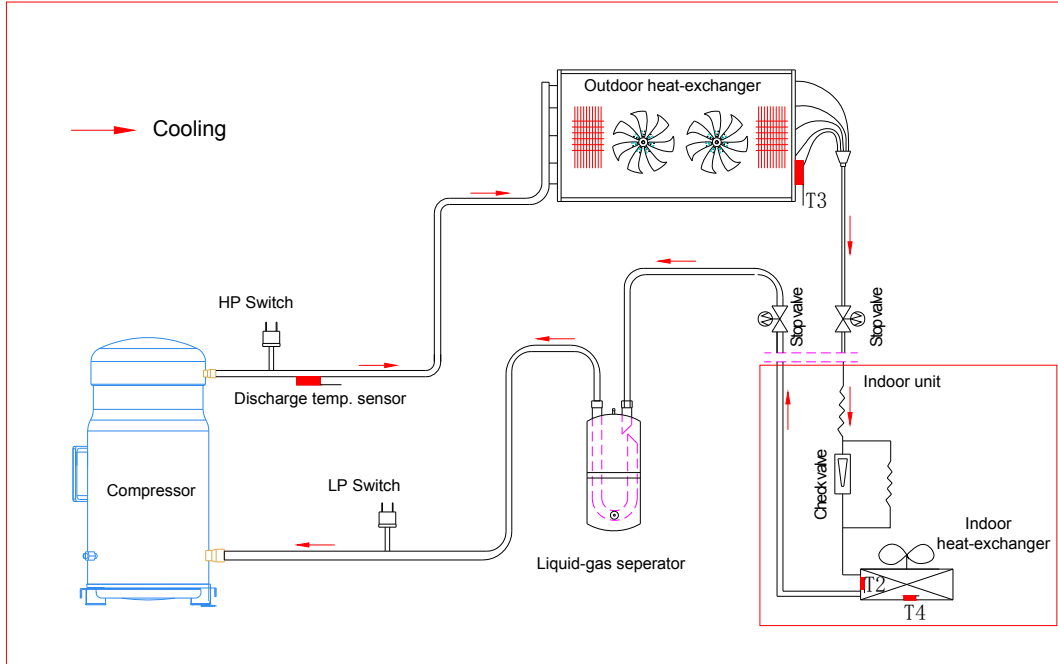 Outdoor heat-exchanger
Cooling
T3
HP Switch
Stop valve
Stop valve
Discharge temp. sensor
Indoor unit
Compressor
LP Switch
Check valve
Indoor
heat-exchanger
Liquid-gas seperator
T2
T4